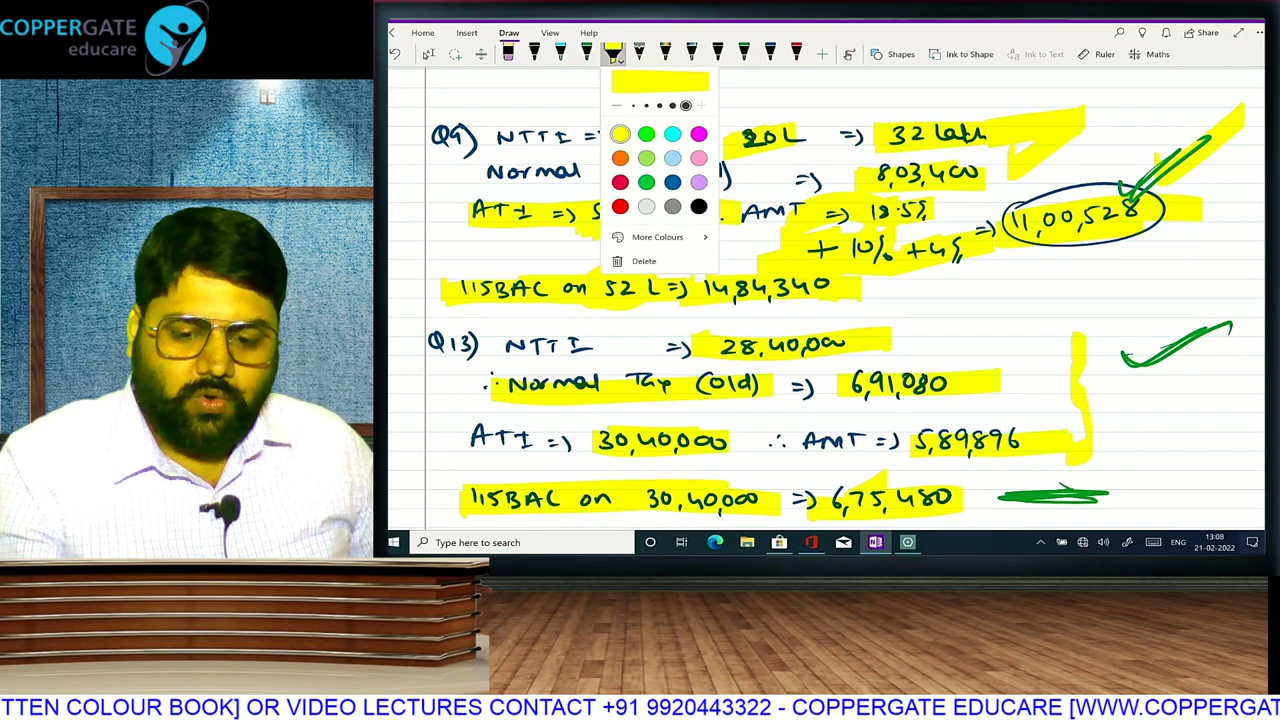 COPPERGATE
educare
Home Insert Draw View Help Share
Shapes Ink to Shape Ink to Text Ruler Maths
Q9) NTTI => 20L => 32 lakh
Normal ) => 8,03,400
ATI => 5 . AMT => 18.5%
+ 10% + 4% => 11,00,528
115BAC on 52 L => 14,84,340
More Colours
Delete
Q13) NTTI => 28,40,000
∴ Normal Tax (Old) => 6,91,080
ATI => 30,40,000 ∴ AMT => 5,89,896
115BAC on 30,40,000 => 6,75,480
Type here to search
ENG 13:08
21-02-2022
TTEN COLOUR BOOK] OR VIDEO LECTURES CONTACT +91 9920443322 - COPPERGATE EDUCARE [WWW.COPPERGAT